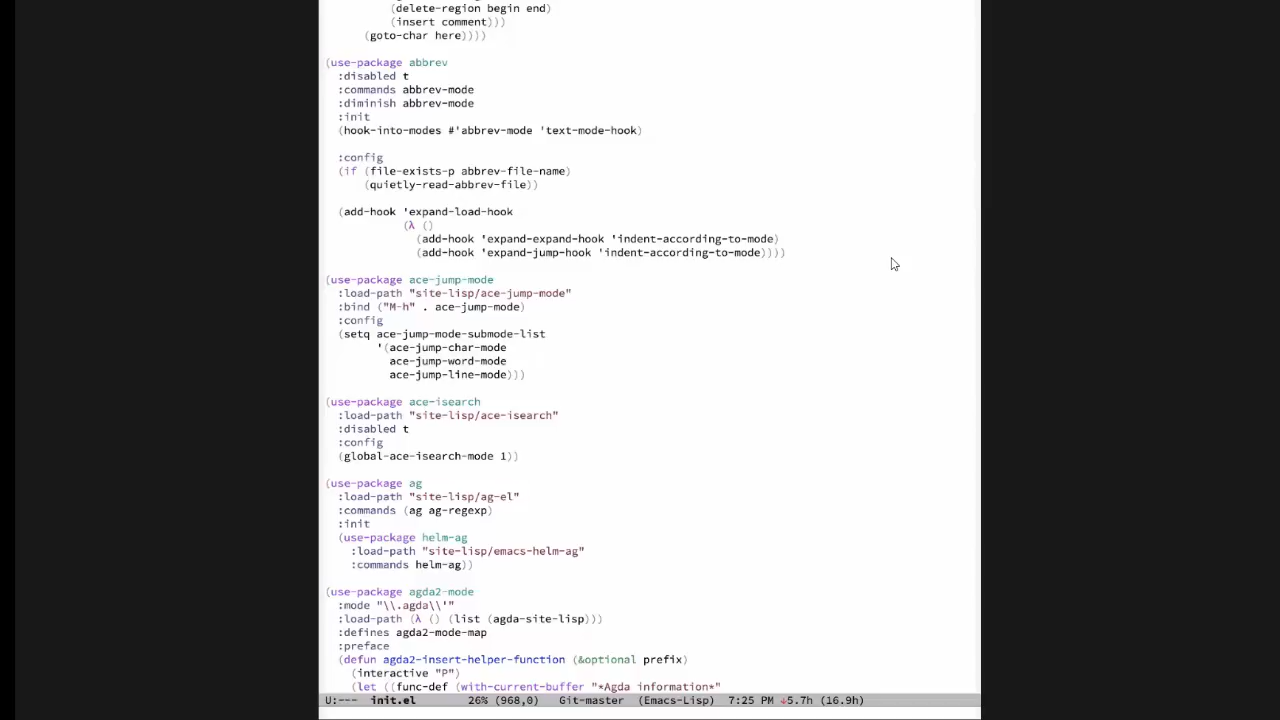 (delete-region begin end)
(insert comment)))
(goto-char here))))
(use-package abbrev
:disabled t
:commands abbrev-mode
:diminish abbrev-mode
:init
(hook-into-modes #'abbrev-mode 'text-mode-hook)
:config
(if (file-exists-p abbrev-file-name)
(quietly-read-abbrev-file))
(add-hook 'expand-load-hook
(λ ()
(add-hook 'expand-expand-hook 'indent-according-to-mode)
(add-hook 'expand-jump-hook 'indent-according-to-mode))))
(use-package ace-jump-mode
:load-path "site-lisp/ace-jump-mode"
:bind ("M-h" . ace-jump-mode)
:config
(setq ace-jump-mode-submode-list
'(ace-jump-char-mode
ace-jump-word-mode
ace-jump-line-mode)))
(use-package ace-isearch
:load-path "site-lisp/ace-isearch"
:disabled t
:config
(global-ace-isearch-mode 1))
(use-package ag
:load-path "site-lisp/ag-el"
:commands (ag ag-regexp)
:init
(use-package helm-ag
:load-path "site-lisp/emacs-helm-ag"
:commands helm-ag))
(use-package agda2-mode
:mode "\\.agda\\'"
:load-path (λ () (list (agda-site-lisp)))
:defines agda2-mode-map
:preface
(defun agda2-insert-helper-function (&optional prefix)
(interactive "P")
(let ((func-def (with-current-buffer "*Agda information*"
U:--- init.el 26% (968,0) Git-master (Emacs-Lisp) 7:25 PM ↓5.7h (16.9h)